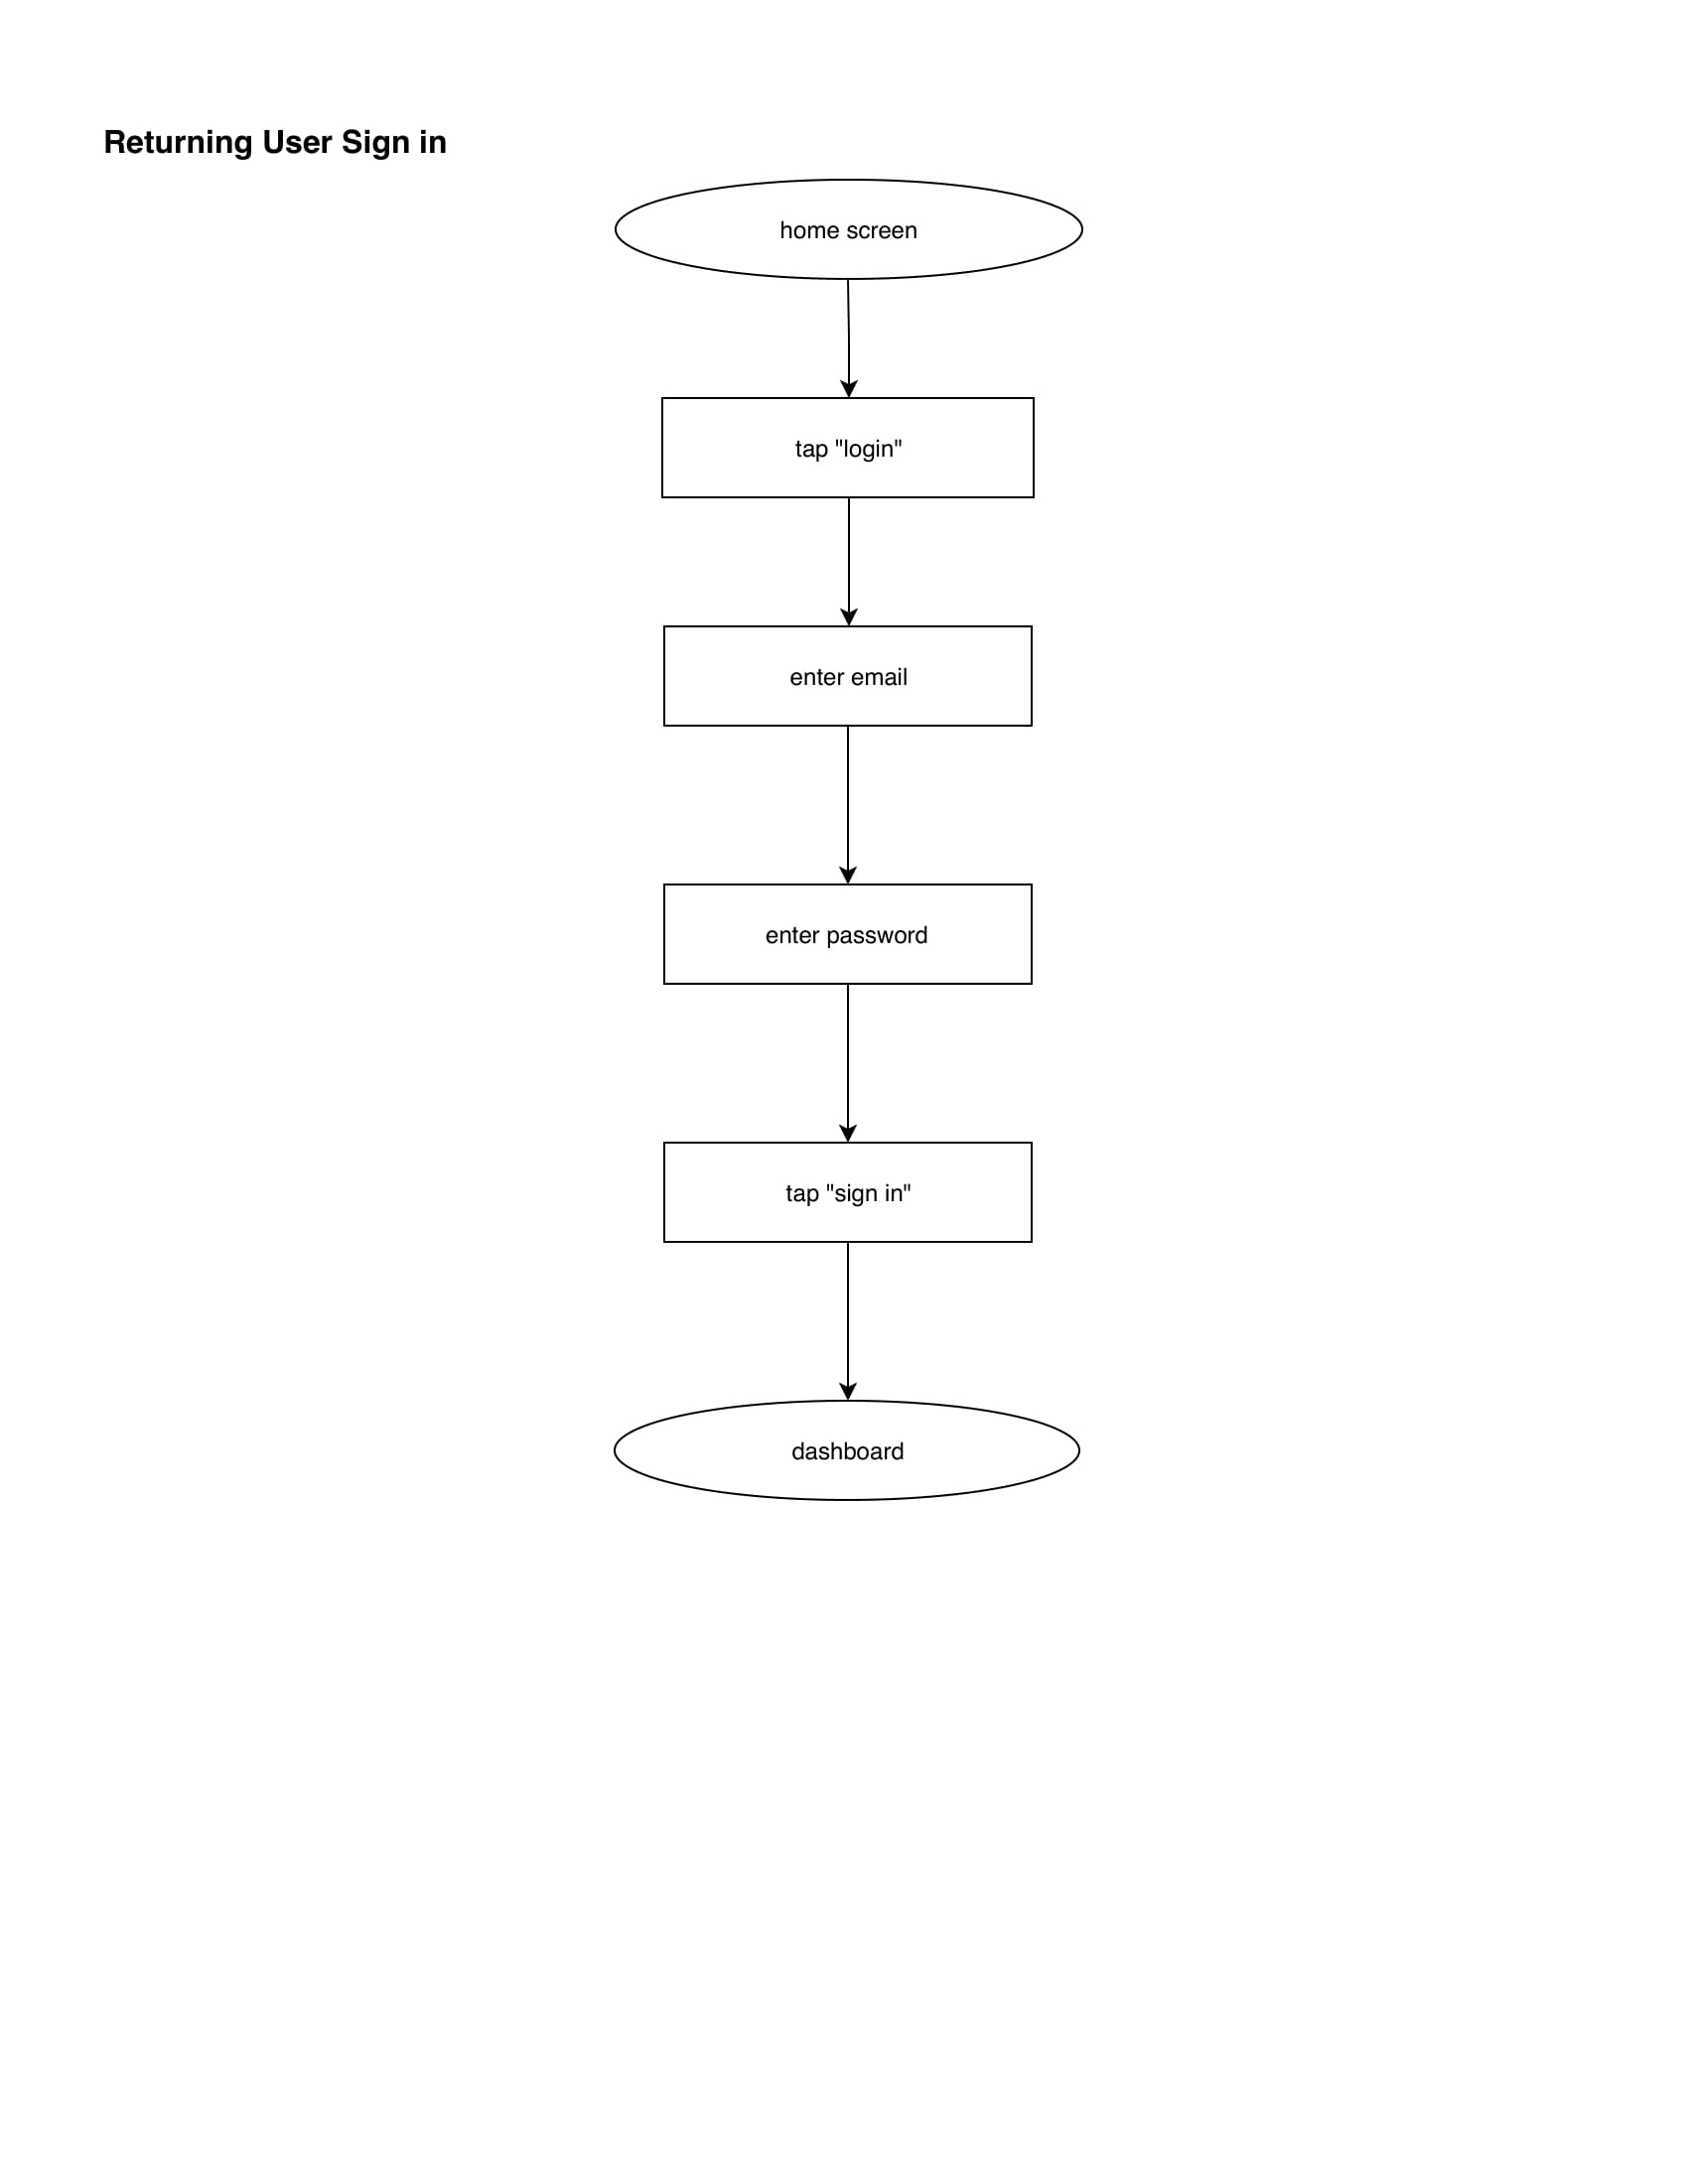 Returning User Sign in
home screen
tap "login"
enter email
enter password
tap "sign in"
dashboard